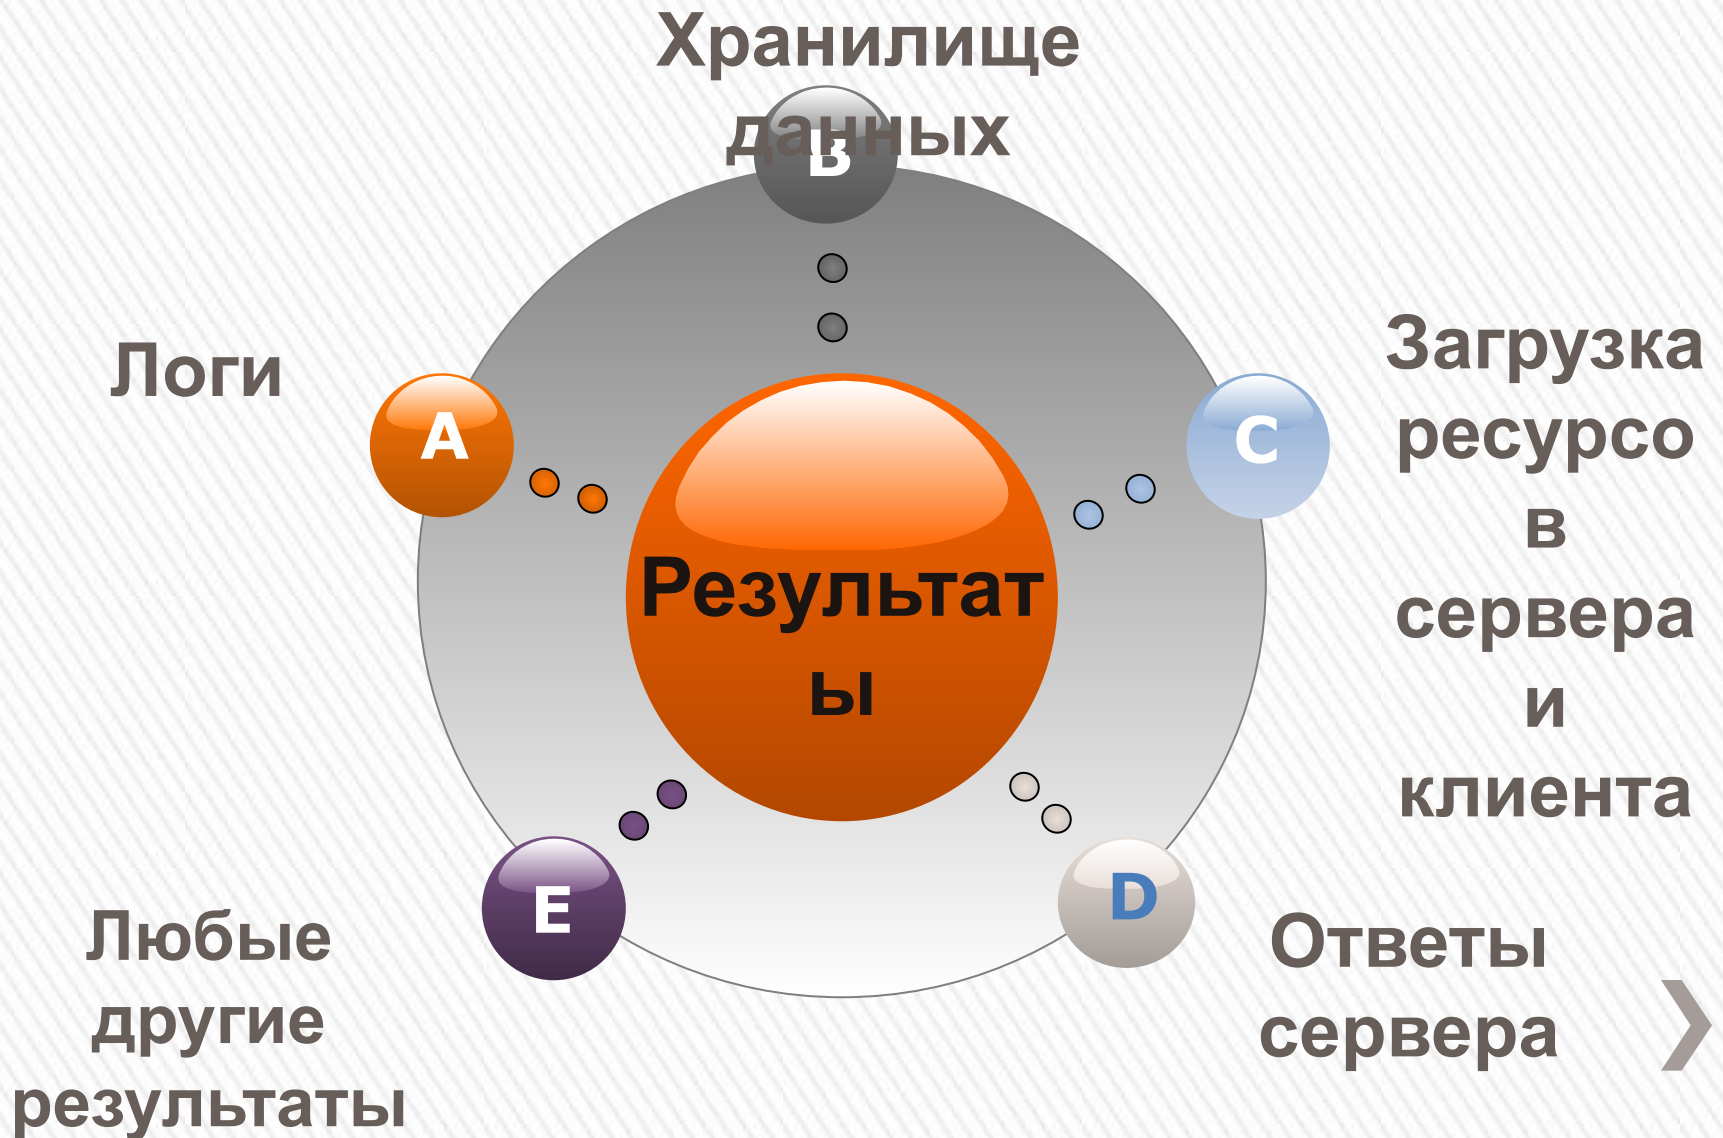 Хранилище
данных
B
Логи
A
Загрузка
ресурсо
в
сервера
и
клиента
C
Результат
ы
E
D
Любые
другие
результаты
Ответы
сервера